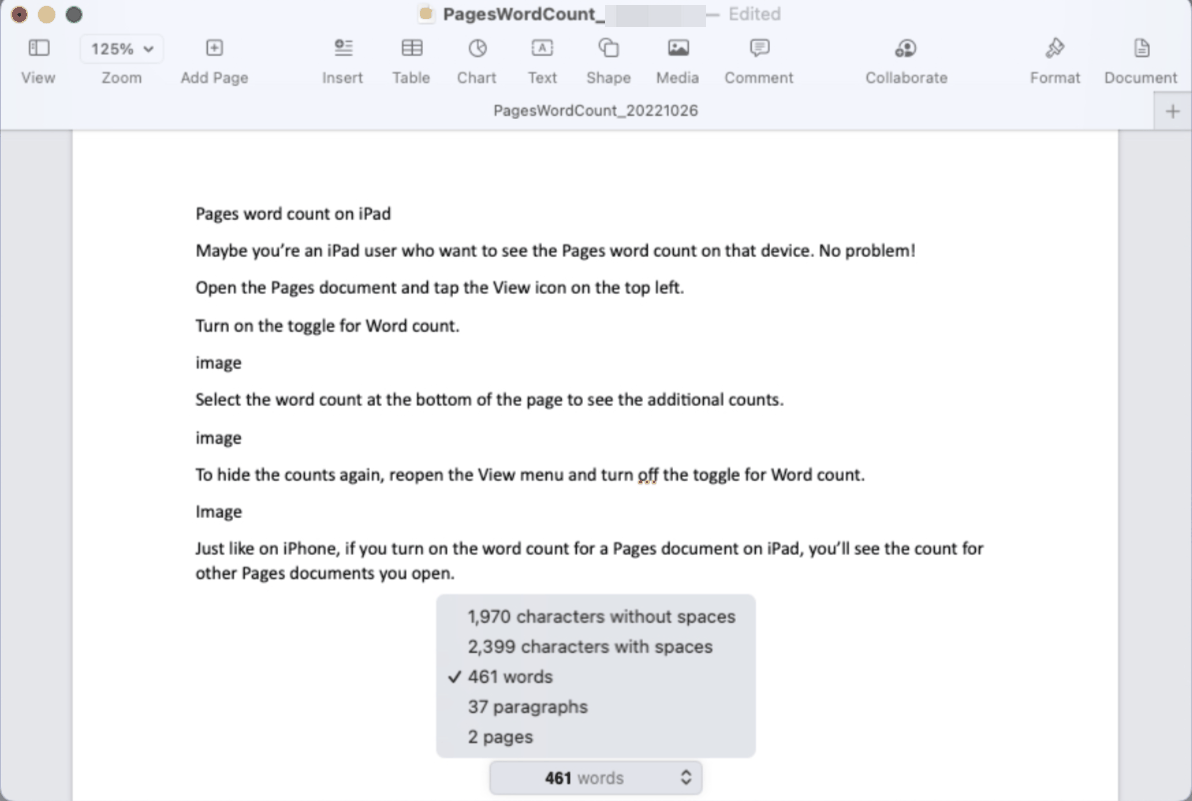 PagesWordCount_ — Edited
125%
View Zoom Add Page Insert Table Chart Text Shape Media Comment Collaborate Format Document
PagesWordCount_20221026
Pages word count on iPad
Maybe you’re an iPad user who want to see the Pages word count on that device. No problem!
Open the Pages document and tap the View icon on the top left.
Turn on the toggle for Word count.
image
Select the word count at the bottom of the page to see the additional counts.
image
To hide the counts again, reopen the View menu and turn off the toggle for Word count.
Image
Just like on iPhone, if you turn on the word count for a Pages document on iPad, you’ll see the count for
other Pages documents you open.
1,970 characters without spaces
2,399 characters with spaces
✓ 461 words
37 paragraphs
2 pages
461 words